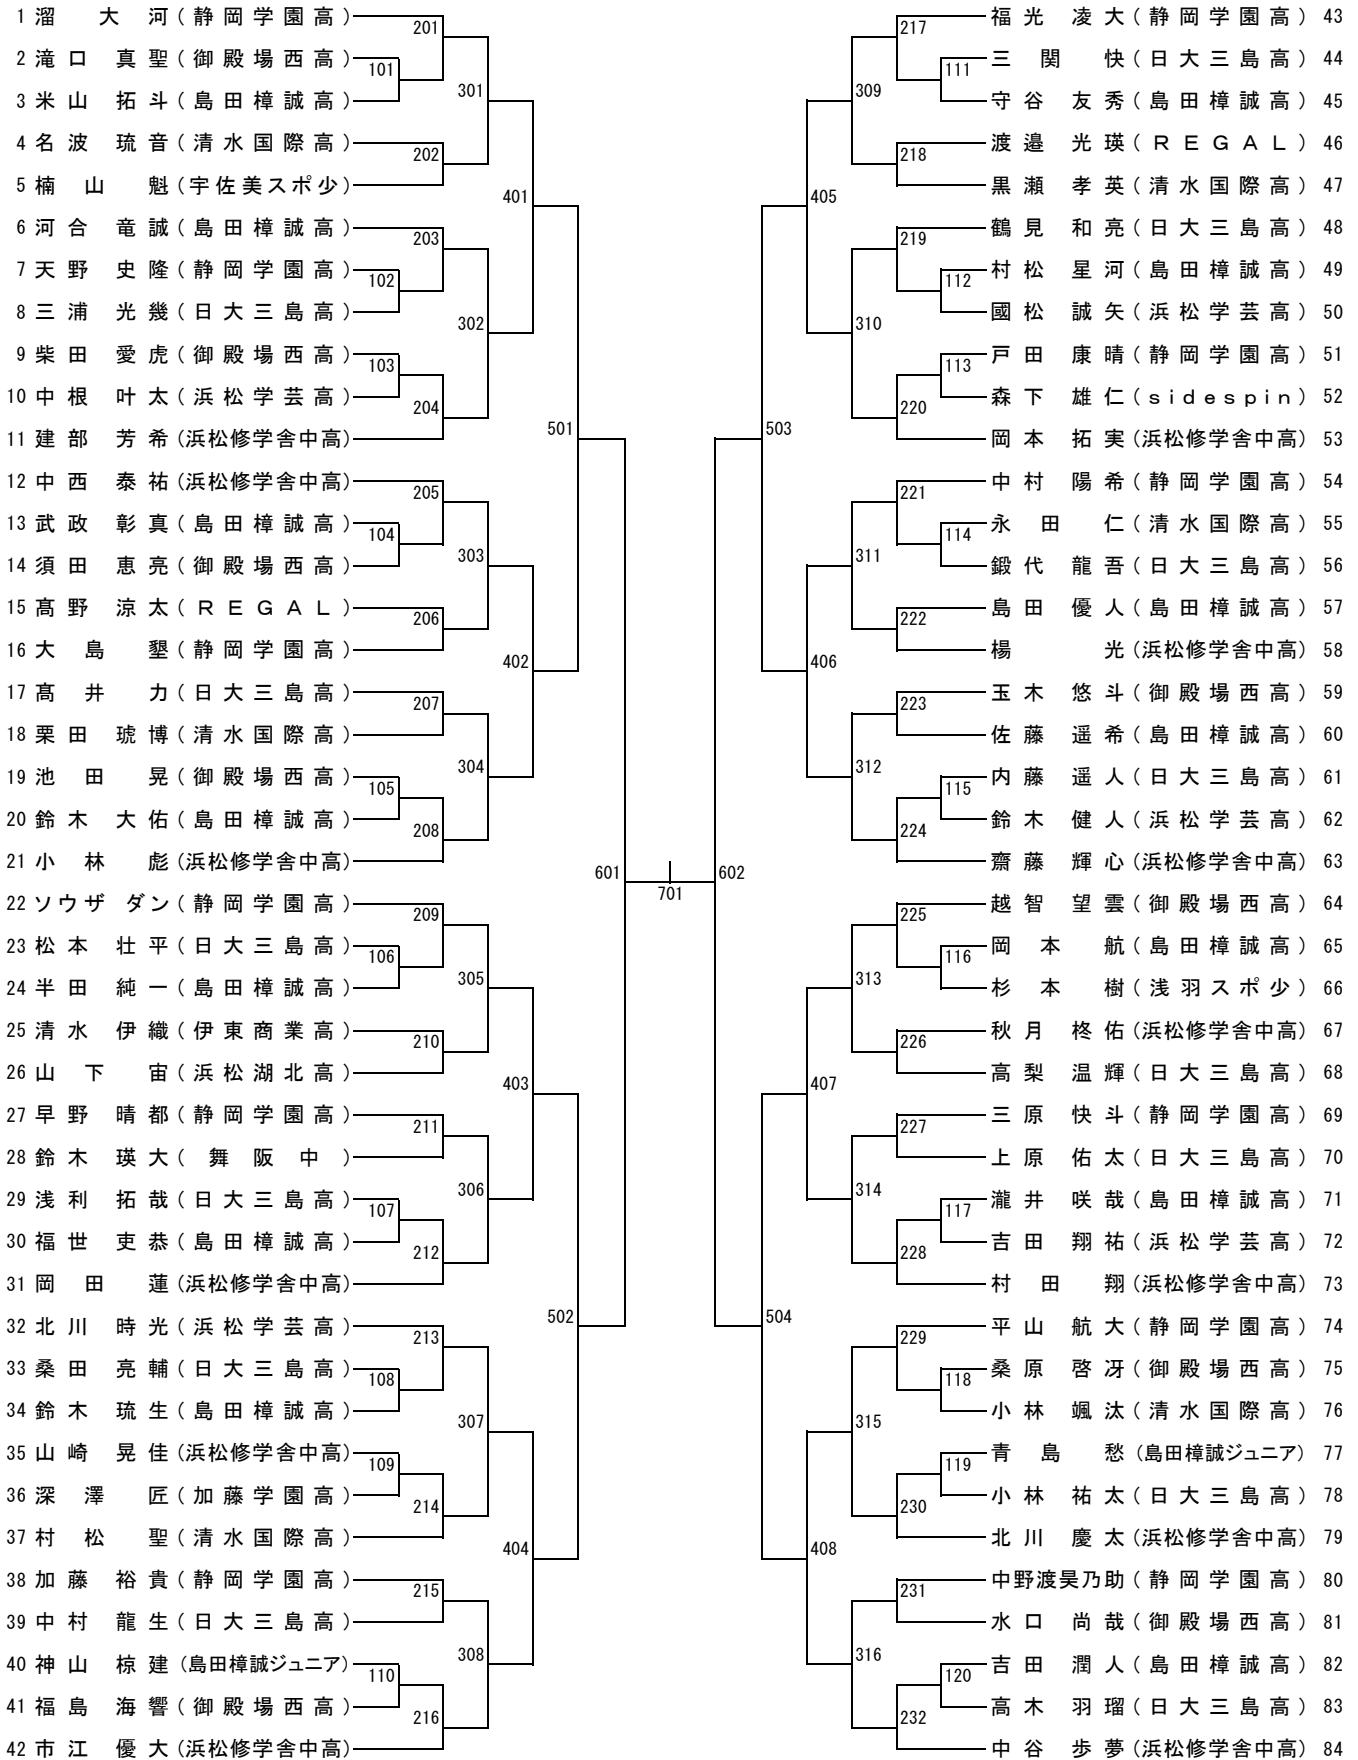 1 溜 大 河 ( 静 岡 学 園 高 )
2 滝 口 真 聖 ( 御 殿 場 西 高 )
3 米 山 拓 斗 ( 島 田 樟 誠 高 )
4 名 波 琉 音 ( 清 水 国 際 高 )
5 楠 山 魁 (宇佐美スポ少)
6 河 合 竜 誠 ( 島 田 樟 誠 高 )
7 天 野 史 隆 ( 静 岡 学 園 高 )
8 三 浦 光 幾 ( 日 大 三 島 高 )
9 柴 田 愛 虎 ( 御 殿 場 西 高 )
10 中 根 叶 太 ( 浜 松 学 芸 高 )
11 建 部 芳 希 (浜松修学舎中高)
12 中 西 泰 祐 (浜松修学舎中高)
13 武 政 彰 真 ( 島 田 樟 誠 高 )
14 須 田 恵 亮 ( 御 殿 場 西 高 )
15 髙 野 涼 太 ( R E G A L )
16 大 島 塁 ( 静 岡 学 園 高 )
17 髙 井 力 ( 日 大 三 島 高 )
18 栗 田 琥 博 ( 清 水 国 際 高 )
19 池 田 晃 ( 御 殿 場 西 高 )
20 鈴 木 大 佑 ( 島 田 樟 誠 高 )
21 小 林 彪 (浜松修学舎中高)
22 ソウザ ダン ( 静 岡 学 園 高 )
23 松 本 壮 平 ( 日 大 三 島 高 )
24 半 田 純 一 ( 島 田 樟 誠 高 )
25 清 水 伊 織 ( 伊 東 商 業 高 )
26 山 下 宙 ( 浜 松 湖 北 高 )
27 早 野 晴 都 ( 静 岡 学 園 高 )
28 鈴 木 瑛 大 ( 舞 阪 中 )
29 浅 利 拓 哉 ( 日 大 三 島 高 )
30 福 世 吏 恭 ( 島 田 樟 誠 高 )
31 岡 田 蓮 (浜松修学舎中高)
32 北 川 時 光 ( 浜 松 学 芸 高 )
33 桑 田 亮 輔 ( 日 大 三 島 高 )
34 鈴 木 琉 生 ( 島 田 樟 誠 高 )
35 山 崎 晃 佳 (浜松修学舎中高)
36 深 澤 匠 ( 加 藤 学 園 高 )
37 村 松 聖 ( 清 水 国 際 高 )
38 加 藤 裕 貴 ( 静 岡 学 園 高 )
39 中 村 龍 生 ( 日 大 三 島 高 )
40 神 山 椋 建 (島田樟誠ジュニア)
41 福 島 海 響 ( 御 殿 場 西 高 )
42 市 江 優 大 (浜松修学舎中高)
101
102
103
104
105
106
107
108
109
110
201
202
203
204
205
206
207
208
209
210
211
212
213
214
215
216
301
302
303
304
305
306
307
308
401
402
403
404
501
502
601
701
602
503
504
405
406
407
408
309
310
311
312
313
314
315
316
217
218
219
220
221
222
223
224
225
226
227
228
229
230
231
232
111
112
113
114
115
116
117
118
119
120
福 光 凌 大 ( 静 岡 学 園 高 ) 43
三 関 快 ( 日 大 三 島 高 ) 44
守 谷 友 秀 ( 島 田 樟 誠 高 ) 45
渡 邉 光 瑛 ( R E G A L ) 46
黒 瀬 孝 英 ( 清 水 国 際 高 ) 47
鶴 見 和 亮 ( 日 大 三 島 高 ) 48
村 松 星 河 ( 島 田 樟 誠 高 ) 49
國 松 誠 矢 ( 浜 松 学 芸 高 ) 50
戸 田 康 晴 ( 静 岡 学 園 高 ) 51
森 下 雄 仁 ( s i d e s p i n ) 52
岡 本 拓 実 (浜松修学舎中高) 53
中 村 陽 希 ( 静 岡 学 園 高 ) 54
永 田 仁 ( 清 水 国 際 高 ) 55
鍛 代 龍 吾 ( 日 大 三 島 高 ) 56
島 田 優 人 ( 島 田 樟 誠 高 ) 57
楊 光 (浜松修学舎中高) 58
玉 木 悠 斗 ( 御 殿 場 西 高 ) 59
佐 藤 遥 希 ( 島 田 樟 誠 高 ) 60
内 藤 遥 人 ( 日 大 三 島 高 ) 61
鈴 木 健 人 ( 浜 松 学 芸 高 ) 62
齋 藤 輝 心 (浜松修学舎中高) 63
越 智 望 雲 ( 御 殿 場 西 高 ) 64
岡 本 航 ( 島 田 樟 誠 高 ) 65
杉 本 樹 ( 浅 羽 ス ポ 少 ) 66
秋 月 柊 佑 (浜松修学舎中高) 67
高 梨 温 輝 ( 日 大 三 島 高 ) 68
三 原 快 斗 ( 静 岡 学 園 高 ) 69
上 原 佑 太 ( 日 大 三 島 高 ) 70
瀧 井 咲 哉 ( 島 田 樟 誠 高 ) 71
吉 田 翔 祐 ( 浜 松 学 芸 高 ) 72
村 田 翔 (浜松修学舎中高) 73
平 山 航 大 ( 静 岡 学 園 高 ) 74
桑 原 啓 冴 ( 御 殿 場 西 高 ) 75
小 林 颯 汰 ( 清 水 国 際 高 ) 76
青 島 愁 (島田樟誠ジュニア) 77
小 林 祐 太 ( 日 大 三 島 高 ) 78
北 川 慶 太 (浜松修学舎中高) 79
中野渡昊乃助 ( 静 岡 学 園 高 ) 80
水 口 尚 哉 ( 御 殿 場 西 高 ) 81
吉 田 潤 人 ( 島 田 樟 誠 高 ) 82
高 木 羽 瑠 ( 日 大 三 島 高 ) 83
中 谷 歩 夢 (浜松修学舎中高) 84